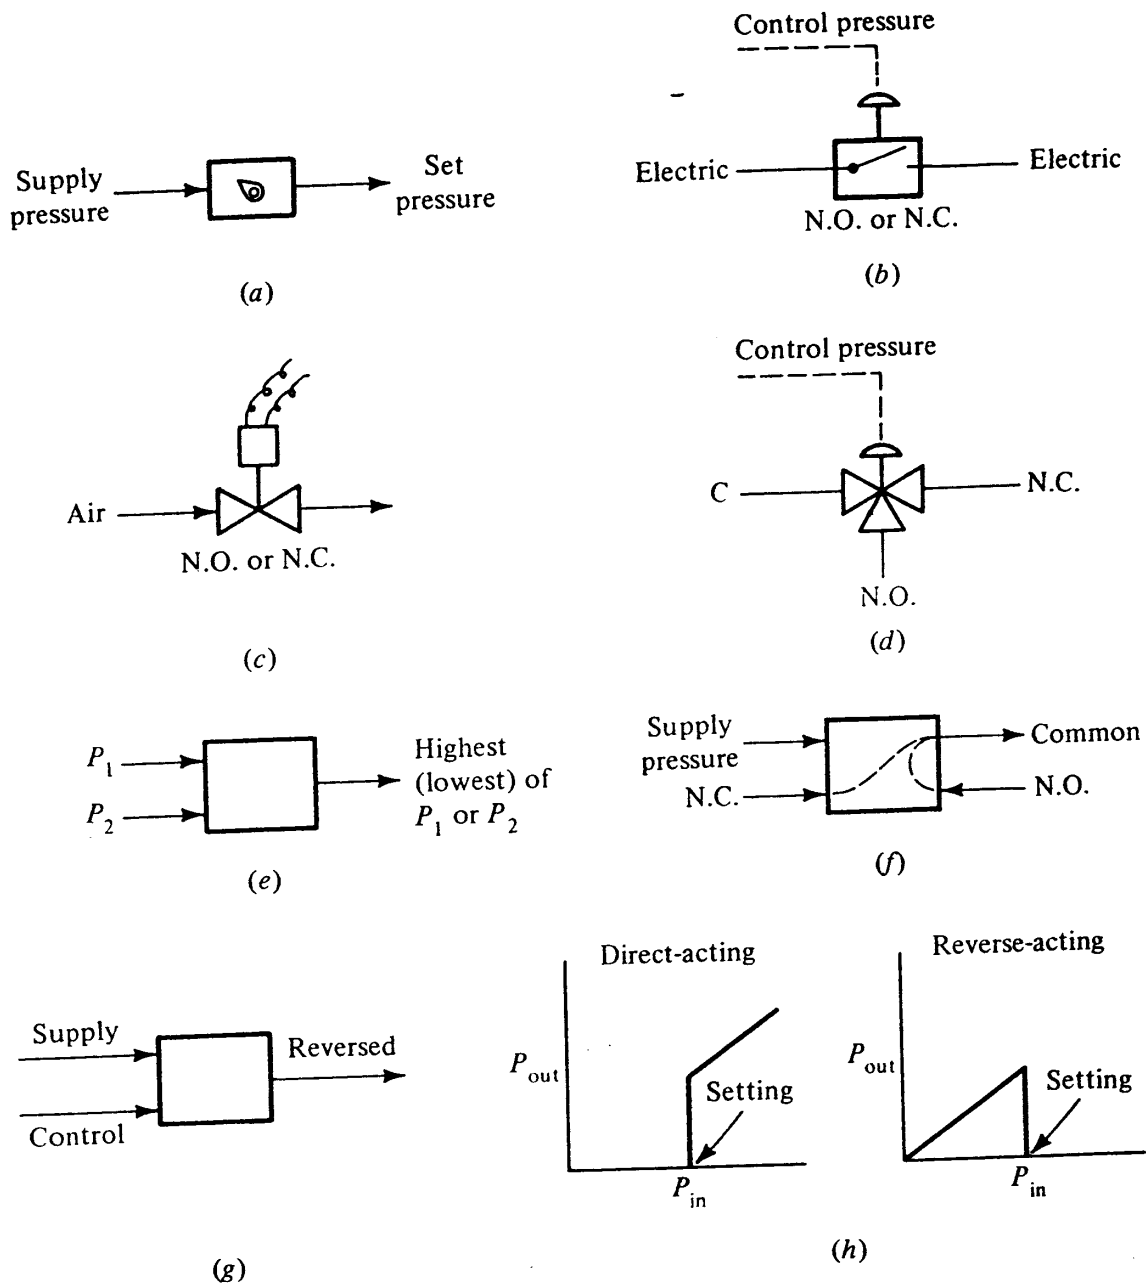 Supply
pressure
Set
pressure
(a)
Control pressure
Electric
Electric
N.O. or N.C.
(b)
Air
N.O. or N.C.
(c)
Control pressure
C
N.C.
N.O.
(d)
P1
P2
Highest
(lowest) of
P1 or P2
(e)
Supply
pressure
N.C.
Common
N.O.
(f)
Supply
Control
Reversed
(g)
Direct-acting
Pout
Setting
Pin
Reverse-acting
Pout
Setting
Pin
(h)